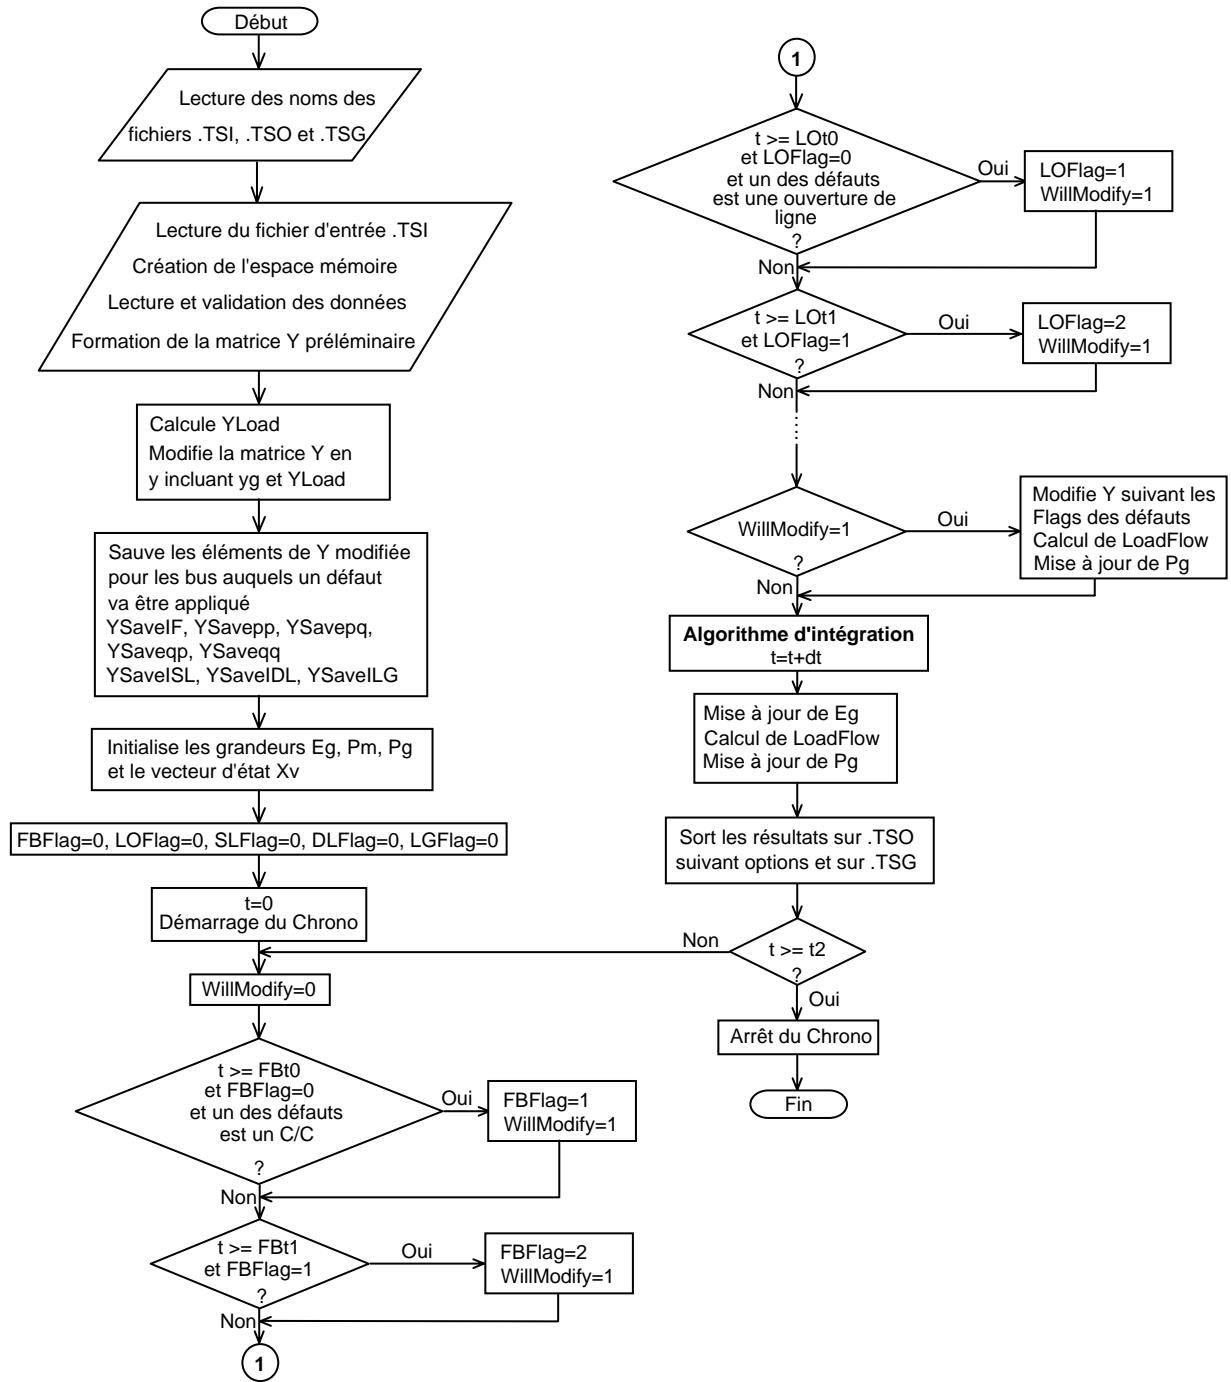 Début
Lecture des noms des
fichiers .TSI, .TSO et .TSG
Lecture du fichier d'entrée .TSI
Création de l'espace mémoire
Lecture et validation des données
Formation de la matrice Y préléminaire
Calcule YLoad
Modifie la matrice Y en
y incluant yg et YLoad
Sauve les éléments de Y modifiée
pour les bus auquels un défaut
va être appliqué
YSaveIF, YSavepp, YSavepq,
YSaveqp, YSaveqq
YSaveISL, YSaveIDL, YSaveILG
Initialise les grandeurs Eg, Pm, Pg
et le vecteur d'état Xv
FBFlag=0, LOFlag=0, SLFlag=0, DLFlag=0, LGFlag=0
t=0
Démarrage du Chrono
WillModify=0
t >= FBt0
et FBFlag=0
et un des défauts
est un C/C
?
Oui
FBFlag=1
WillModify=1
Non
t >= FBt1
et FBFlag=1
?
Oui
FBFlag=2
WillModify=1
Non
1
1
t >= LOt0
et LOFlag=0
et un des défauts
est une ouverture de
ligne
?
Oui
LOFlag=1
WillModify=1
Non
t >= LOt1
et LOFlag=1
?
Oui
LOFlag=2
WillModify=1
Non
WillModify=1
?
Oui
Modifie Y suivant les
Flags des défauts
Calcul de LoadFlow
Mise à jour de Pg
Non
Algorithme d'intégration
t=t+dt
Mise à jour de Eg
Calcul de LoadFlow
Mise à jour de Pg
Sort les résultats sur .TSO
suivant options et sur .TSG
t >= t2
?
Non
Oui
Arrêt du Chrono
Fin